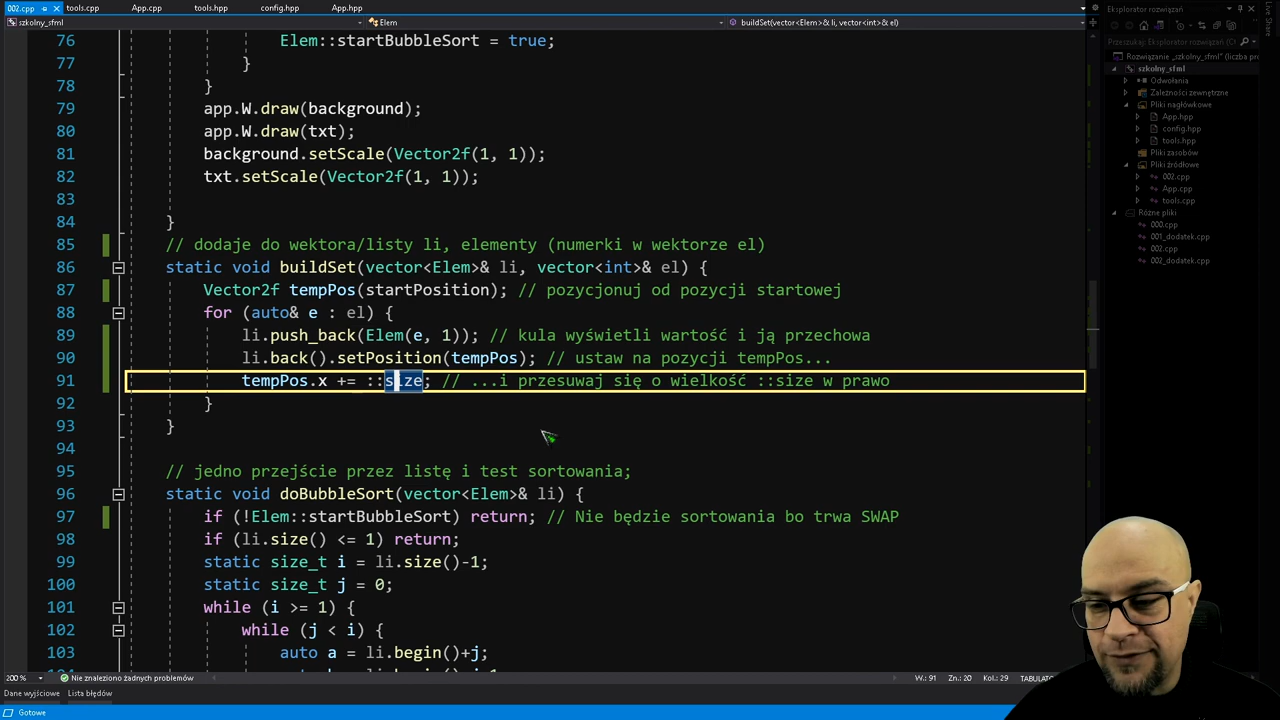 002.cpp tools.cpp App.cpp tools.hpp config.hpp App.hpp
szkolny_sfml Elem buildSet(vector<Elem>& li, vector<int>& el)
76 Elem::startBubbleSort = true;
77 }
78 }
79 app.W.draw(background);
80 app.W.draw(txt);
81 background.setScale(Vector2f(1, 1));
82 txt.setScale(Vector2f(1, 1));
83
84 }
85 // dodaje do wektora/listy li, elementy (numerki w wektorze el)
86 static void buildSet(vector<Elem>& li, vector<int>& el) {
87 Vector2f tempPos(startPosition); // pozycjonuj od pozycji startowej
88 for (auto& e : el) {
89 li.push_back(Elem(e, 1)); // kula wyświetli wartość i ją przechowa
90 li.back().setPosition(tempPos); // ustaw na pozycji tempPos...
91 tempPos.x += ::size; // ...i przesuwaj się o wielkość ::size w prawo
92 }
93 }
94
95 // jedno przejście przez listę i test sortowania;
96 static void doBubbleSort(vector<Elem>& li) {
97 if (!Elem::startBubbleSort) return; // Nie będzie sortowania bo trwa SWAP
98 if (li.size() <= 1) return;
99 static size_t i = li.size()-1;
100 static size_t j = 0;
101 while (i >= 1) {
102 while (j < i) {
103 auto a = li.begin()+j;
200 % Nie znaleziono żadnych problemów W: 91 Zn.: 20 Kol.: 29 TABULATO
Dane wyjściowe Lista błędów
Gotowe
Eksplorator rozwiązań
Przeszukaj: Eksplorator rozwiązań (C
Rozwiązanie „szkolny_sfml" (liczba pr
szkolny_sfml
Odwołania
Zależności zewnętrzne
Pliki nagłówkowe
App.hpp
config.hpp
tools.hpp
Pliki zasobów
Pliki źródłowe
002.cpp
App.cpp
tools.cpp
Różne pliki
000.cpp
001_dodatek.cpp
002.cpp
002_dodatek.cpp
Live Share